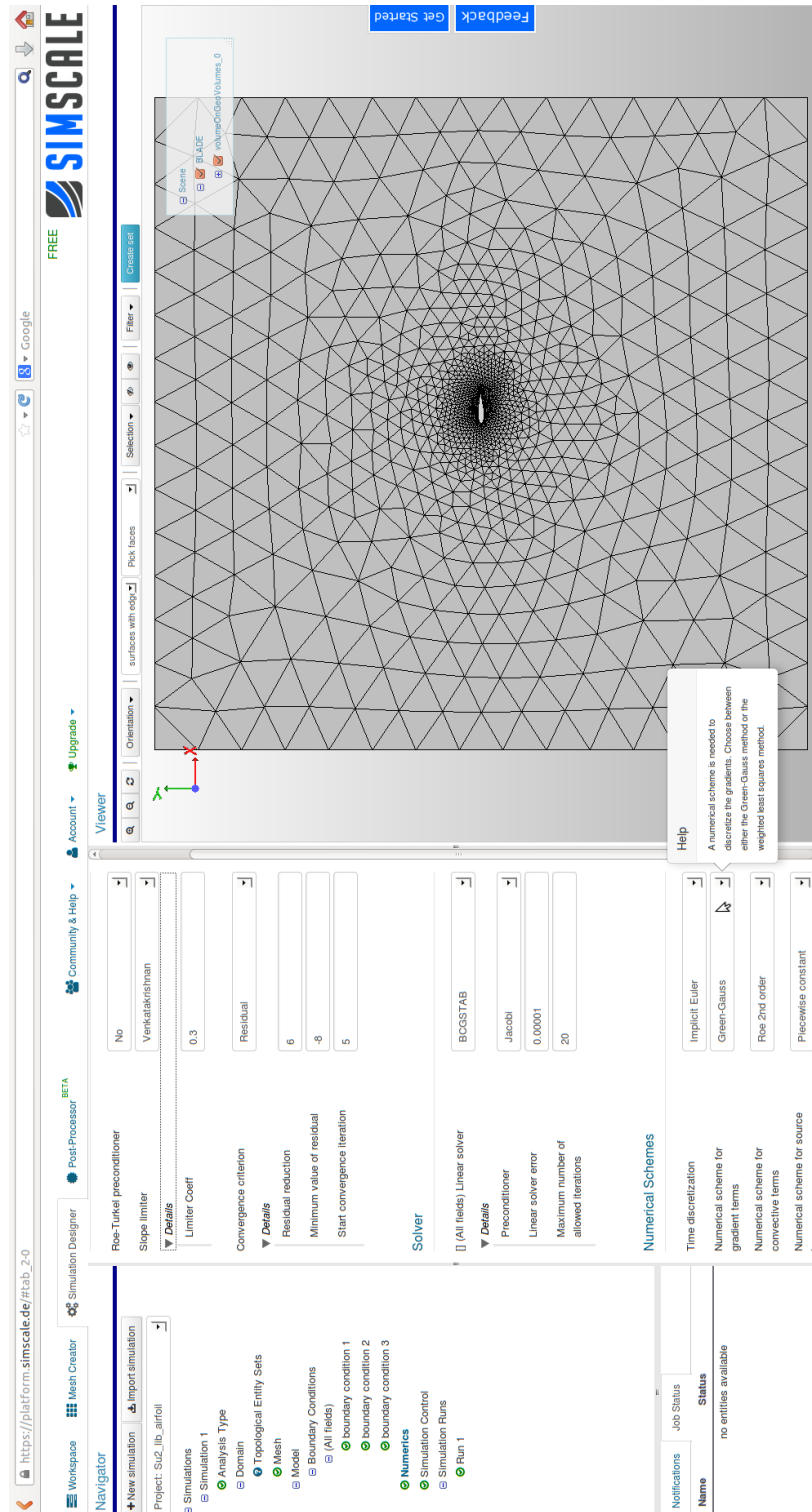 https://platform.simscale.de/#tab_2-0
Google
Workspace
Mesh Creator
Simulation Designer
Post-Processor
BETA
Community & Help
Account
Upgrade
FREE
SIMSCALE
Navigator
+ New simulation
Import simulation
Project: Su2_lib_airfoil
Simulations
Simulation 1
Analysis Type
Domain
Topological Entity Sets
Mesh
Model
Boundary Conditions
(All fields)
boundary condition 1
boundary condition 2
boundary condition 3
Numerics
Simulation Control
Simulation Runs
Run 1
Notifications
Job Status
Name
Status
no entities available
Roe-Turkel preconditioner
No
Slope limiter
Venkatakrishnan
Details
Limiter Coeff
0.3
Convergence criterion
Residual
Details
Residual reduction
6
Minimum value of residual
-8
Start convergence iteration
5
Solver
[] (All fields) Linear solver
BCGSTAB
Details
Preconditioner
Jacobi
Linear solver error
0.00001
Maximum number of
allowed iterations
20
Numerical Schemes
Time discretization
Implicit Euler
Numerical scheme for
gradient terms
Green-Gauss
Numerical scheme for
convective terms
Roe 2nd order
Numerical scheme for source
Piecewise constant
Viewer
Orientation
surfaces with edge
Pick faces
Selection
Filter
Create set
Scene
BLADE
volumeOnGeoVolumes_0
Y
X
Help
A numerical scheme is needed to
discretize the gradients. Choose between
either the Green-Gauss method or the
weighted least squares method.
Get Started
Feedback